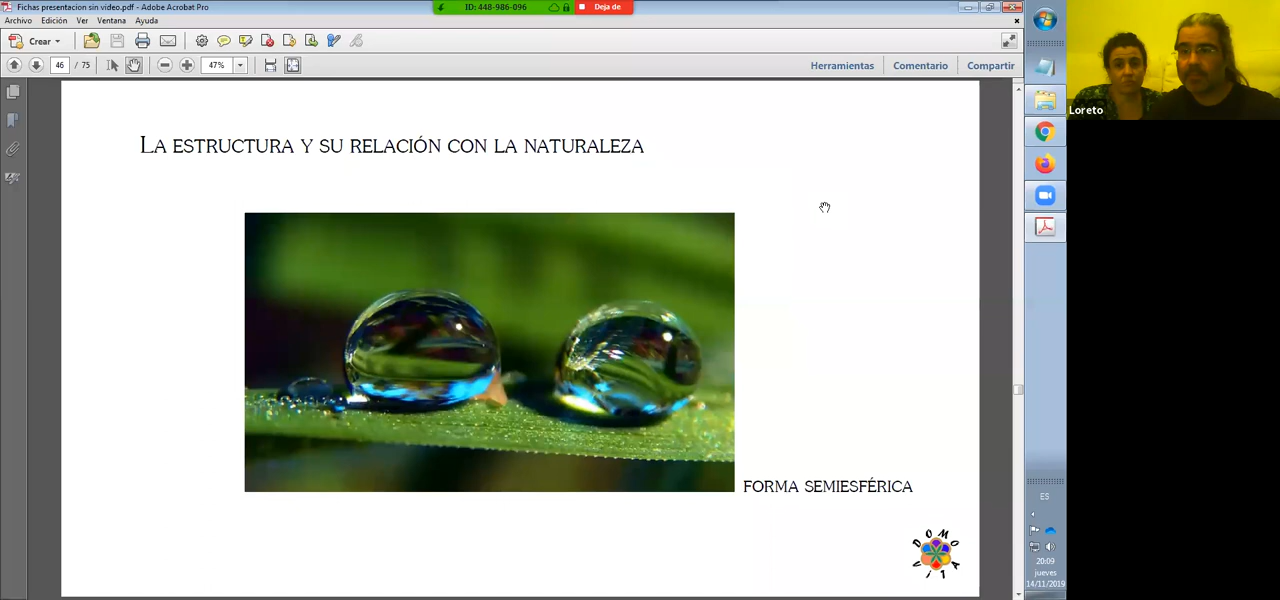 Fichas presentacion sin video.pdf - Adobe Acrobat Pro
ID: 448-986-096
Deja de
Archivo Edición Ver Ventana Ayuda
Crear
46 / 75
47%
Herramientas Comentario Compartir
Loreto
LA ESTRUCTURA Y SU RELACIÓN CON LA NATURALEZA
FORMA SEMIESFÉRICA
ES
20:09
jueves
14/11/2019